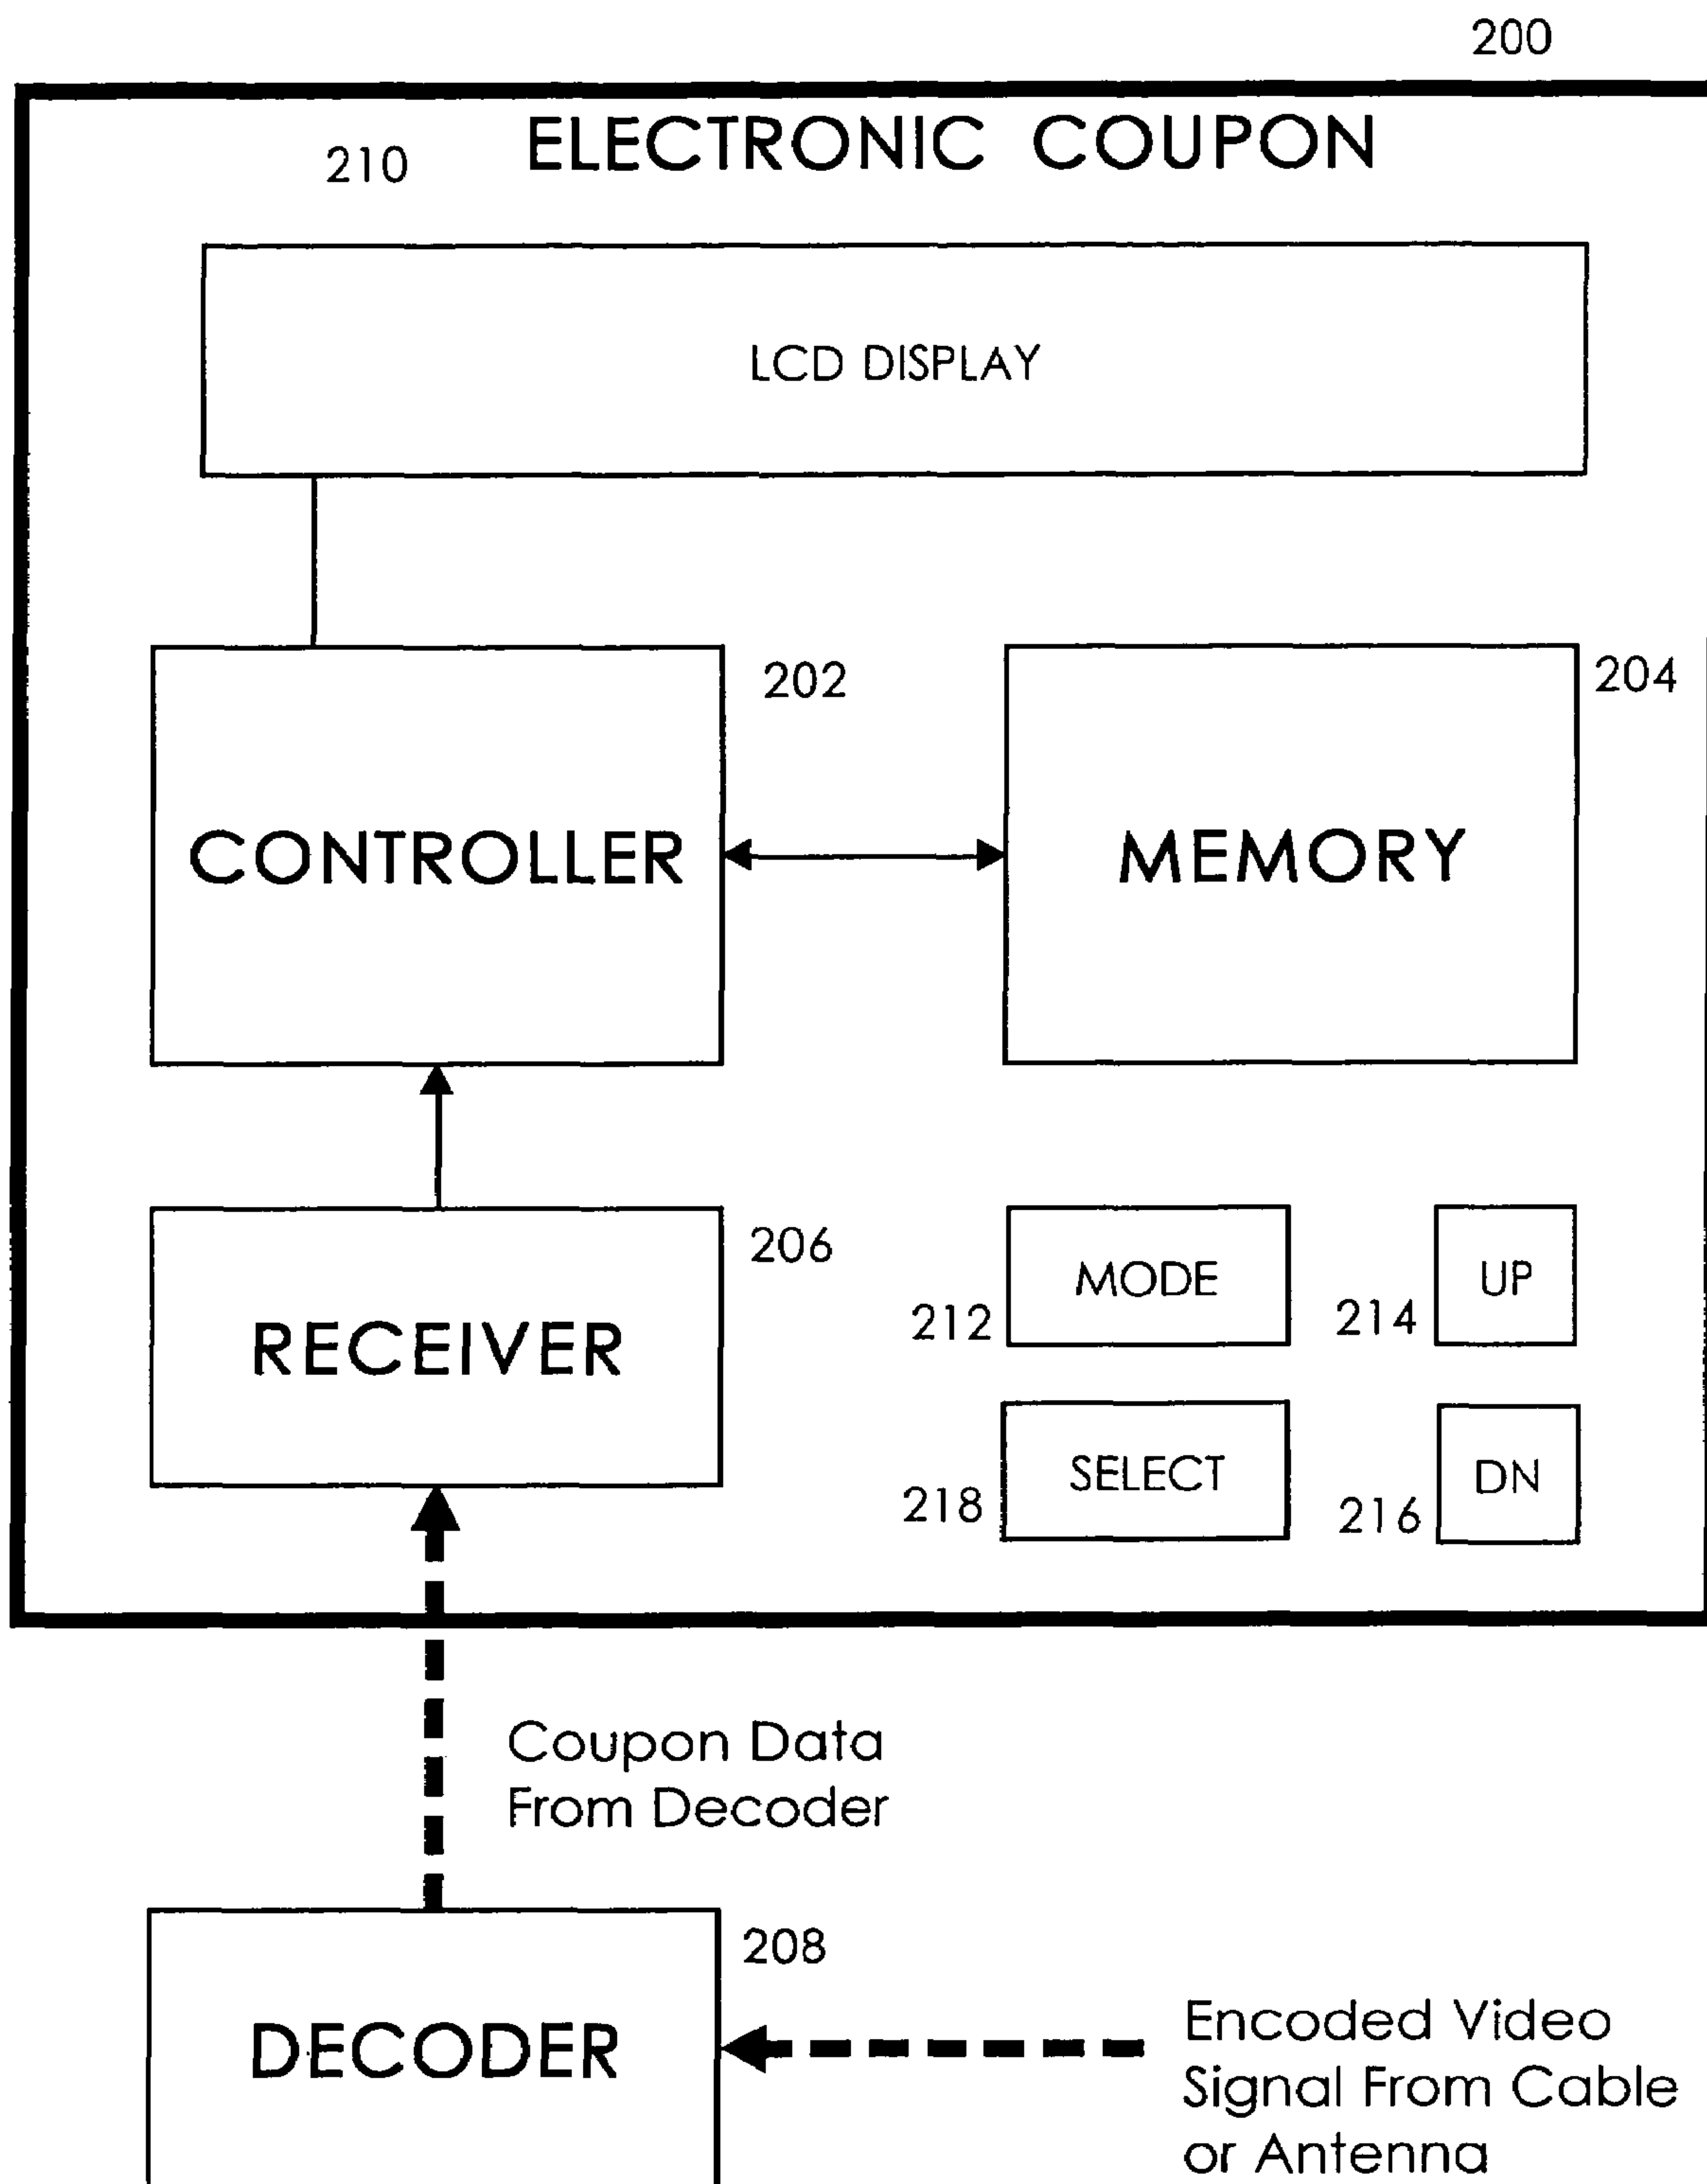 200
ELECTRONIC COUPON
210
LCD DISPLAY
202
204
CONTROLLER
MEMORY
206
RECEIVER
MODE
212
UP
214
SELECT
218
DN
216
Coupon Data
From Decoder
208
DECODER
Encoded Video
Signal From Cable
or Antenna